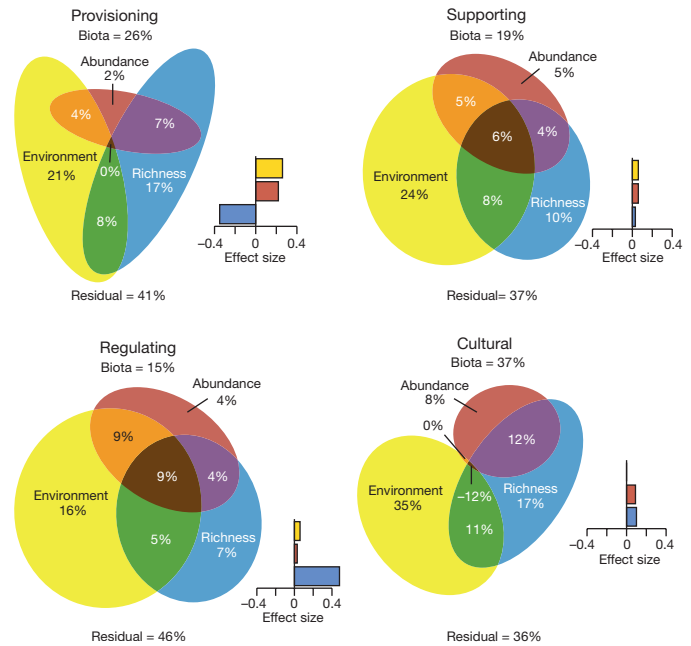 Provisioning
Biota = 26%
Abundance
2%
4%
7%
Environment
21%
0%
Richness
17%
8%
−0.4
0
0.4
Effect size
Residual = 41%
Supporting
Biota = 19%
Abundance
5%
5%
6%
4%
Environment
24%
8%
Richness
10%
−0.4
0
0.4
Effect size
Residual= 37%
Regulating
Biota = 15%
Abundance
4%
9%
9%
4%
Environment
16%
5%
Richness
7%
−0.4
0
0.4
Effect size
Residual = 46%
Cultural
Biota = 37%
Abundance
8%
0%
12%
Environment
35%
−12%
Richness
17%
11%
−0.4
0
0.4
Effect size
Residual = 36%